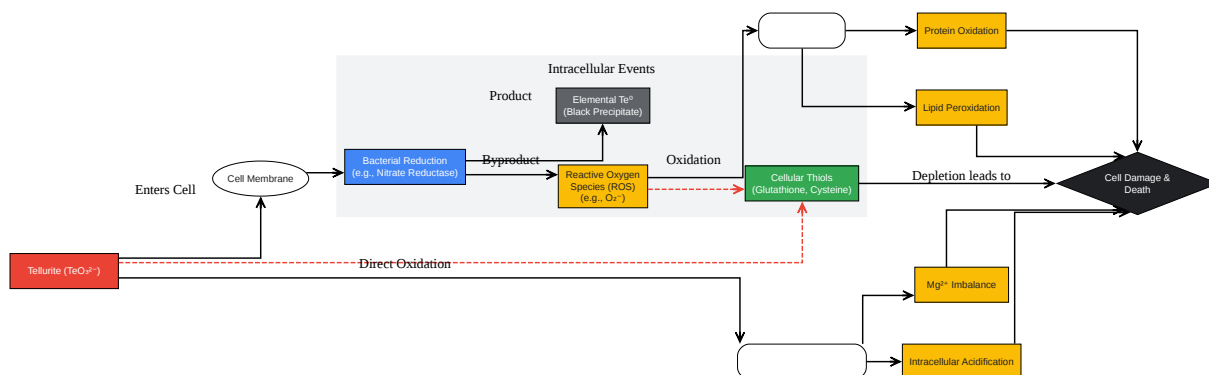 Protein Oxidation
Intracellular Events
Product
Elemental Te⁰
(Black Precipitate)
Lipid Peroxidation
Bacterial Reduction
(e.g., Nitrate Reductase)
Byproduct
Oxidation
Enters Cell
Cell Membrane
Reactive Oxygen
Species (ROS)
(e.g., O₂⁻)
Cellular Thiols
(Glutathione, Cysteine)
Depletion leads to
Cell Damage &
Death
Tellurite (TeO₃²⁻)
Direct Oxidation
Mg²⁺ Imbalance
Intracellular Acidification